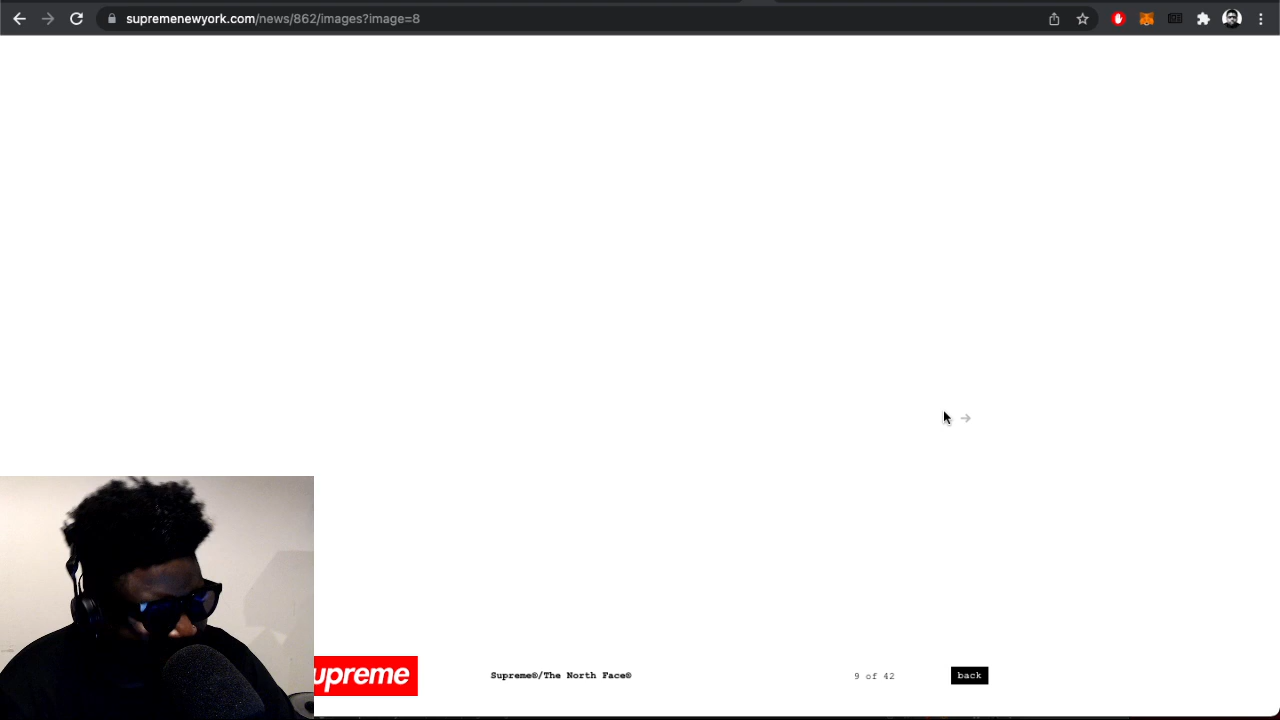 supremenewyork.com/news/862/images?image=8
upreme
Supreme®/The North Face®
9 of 42
back